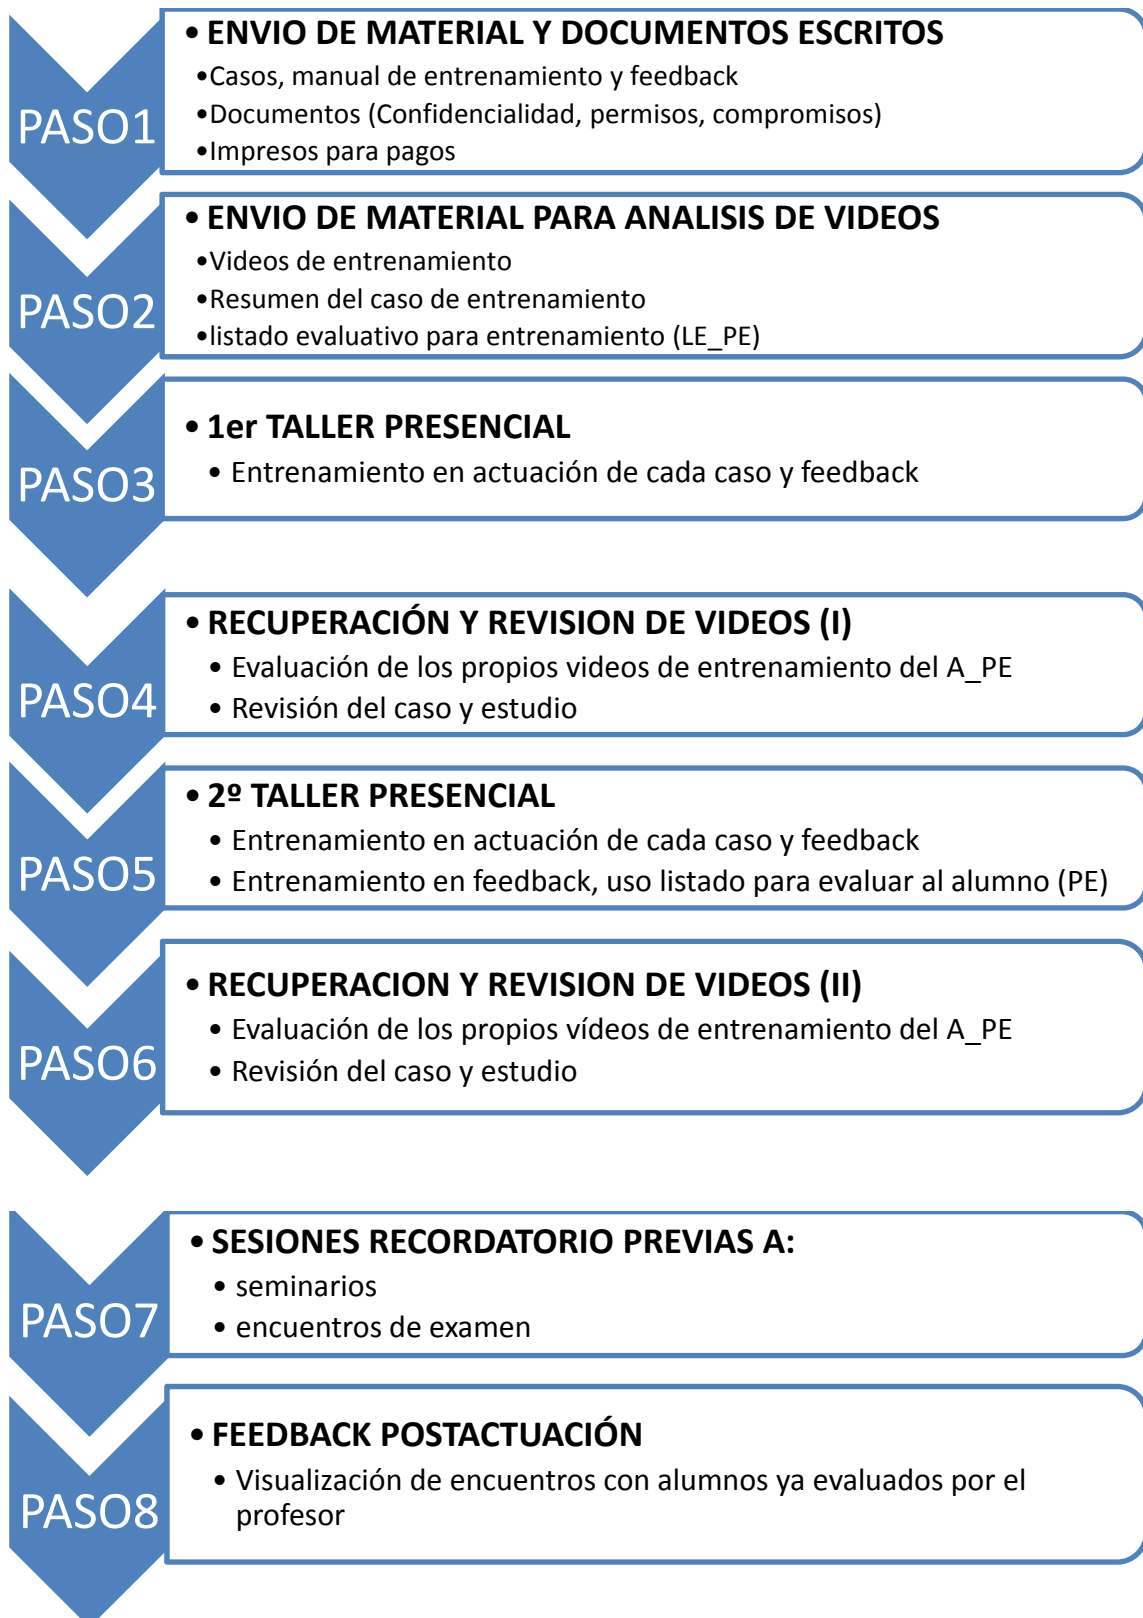 PASO1
• ENVIO DE MATERIAL Y DOCUMENTOS ESCRITOS
•Casos, manual de entrenamiento y feedback
•Documentos (Confidencialidad, permisos, compromisos)
•Impresos para pagos
PASO2
• ENVIO DE MATERIAL PARA ANALISIS DE VIDEOS
•Videos de entrenamiento
•Resumen del caso de entrenamiento
•listado evaluativo para entrenamiento (LE_PE)
PASO3
• 1er TALLER PRESENCIAL
• Entrenamiento en actuación de cada caso y feedback
PASO4
• RECUPERACIÓN Y REVISION DE VIDEOS (I)
• Evaluación de los propios videos de entrenamiento del A_PE
• Revisión del caso y estudio
PASO5
• 2º TALLER PRESENCIAL
• Entrenamiento en actuación de cada caso y feedback
• Entrenamiento en feedback, uso listado para evaluar al alumno (PE)
PASO6
• RECUPERACION Y REVISION DE VIDEOS (II)
• Evaluación de los propios vídeos de entrenamiento del A_PE
• Revisión del caso y estudio
PASO7
• SESIONES RECORDATORIO PREVIAS A:
• seminarios
• encuentros de examen
PASO8
• FEEDBACK POSTACTUACIÓN
• Visualización de encuentros con alumnos ya evaluados por el
profesor